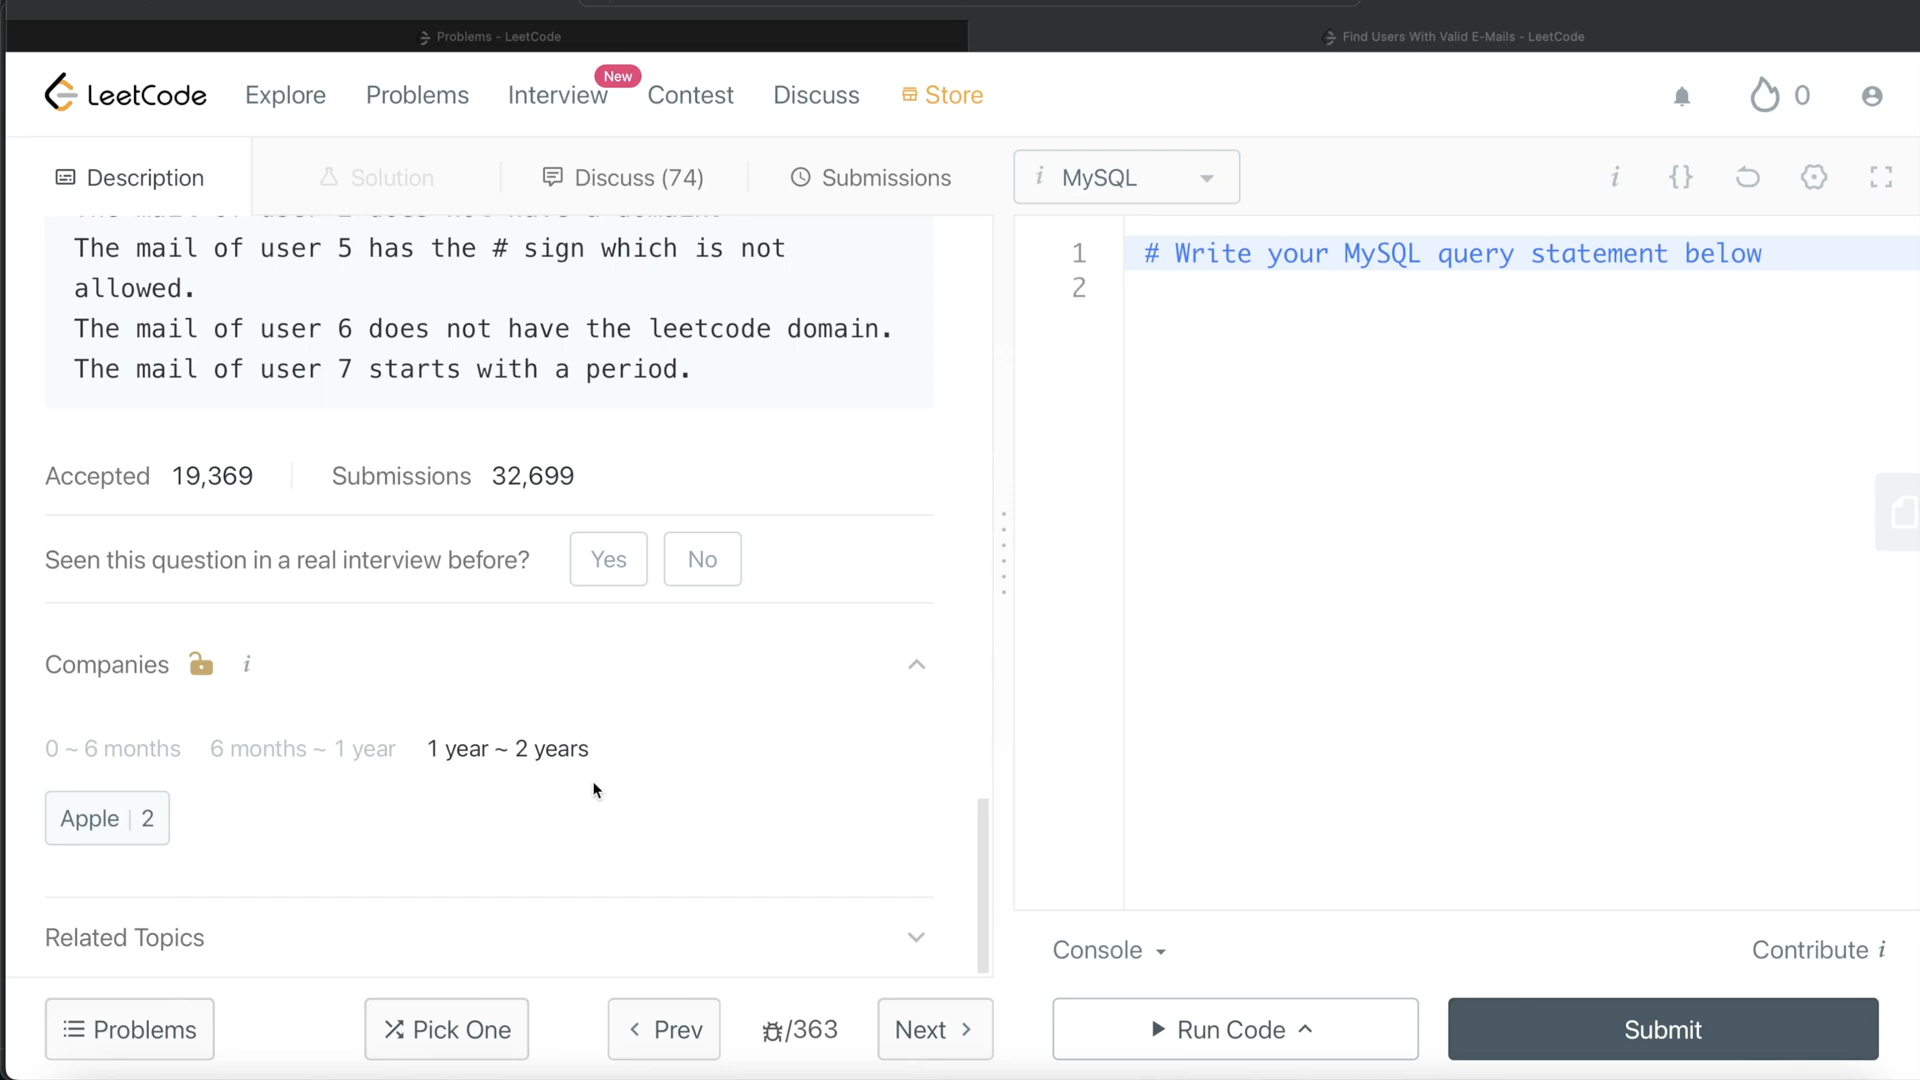 Problems - LeetCode
Find Users With Valid E-Mails - LeetCode
LeetCode Explore Problems Interview New Contest Discuss Store 0
Description Solution Discuss (74) Submissions
i MySQL i {}
The mail of user 5 has the # sign which is not
allowed.
The mail of user 6 does not have the leetcode domain.
The mail of user 7 starts with a period.
1 # Write your MySQL query statement below
2
Accepted 19,369 Submissions 32,699
Seen this question in a real interview before? Yes No
Companies i
0 ~ 6 months 6 months ~ 1 year 1 year ~ 2 years
Apple | 2
Related Topics
Console Contribute i
Problems Pick One Prev /363 Next Run Code Submit